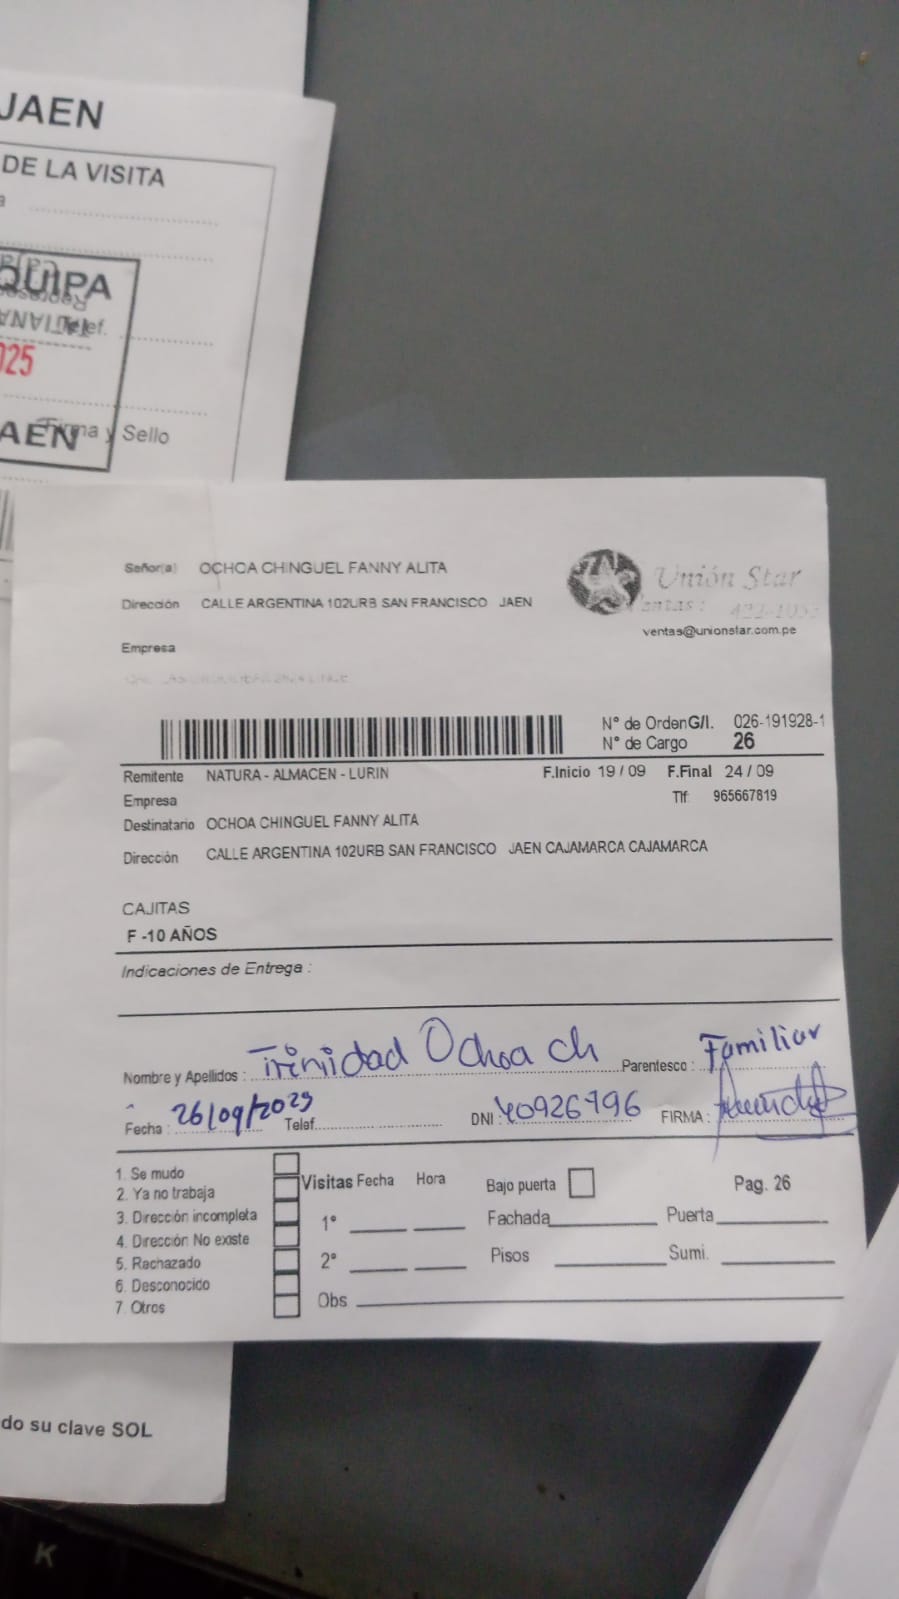 JAEN
DE LA VISITA
QUIPA
Telef.
025
Firma y Sello
AEN
Señor(a) OCHOA CHINGUEL FANNY ALITA
Dirección CALLE ARGENTINA 102URB SAN FRANCISCO JAEN
Unión Star
Ventas:
ventas@unionstar.com.pe
Empresa
N° de OrdenG/I. 026-191928-1
N° de Cargo 26
Remitente NATURA - ALMACEN - LURIN F.Inicio 19 / 09 F.Final 24 / 09
Empresa Tlf: 965667819
Destinatario OCHOA CHINGUEL FANNY ALITA
Dirección CALLE ARGENTINA 102URB SAN FRANCISCO JAEN CAJAMARCA CAJAMARCA
CAJITAS
F -10 AÑOS
Indicaciones de Entrega :
Nombre y Apellidos : Trinidad Ochoa ch Parentesco : Familiar
Fecha : 26/09/2025 Telef. DNI : 40926796 FIRMA :
1. Se mudo
2. Ya no trabaja
3. Dirección incompleta
4. Dirección No existe
5. Rechazado
6. Desconocido
7. Otros
Visitas Fecha Hora Bajo puerta Pag. 26
1° Fachada Puerta
2° Pisos Sumi.
Obs
do su clave SOL
K